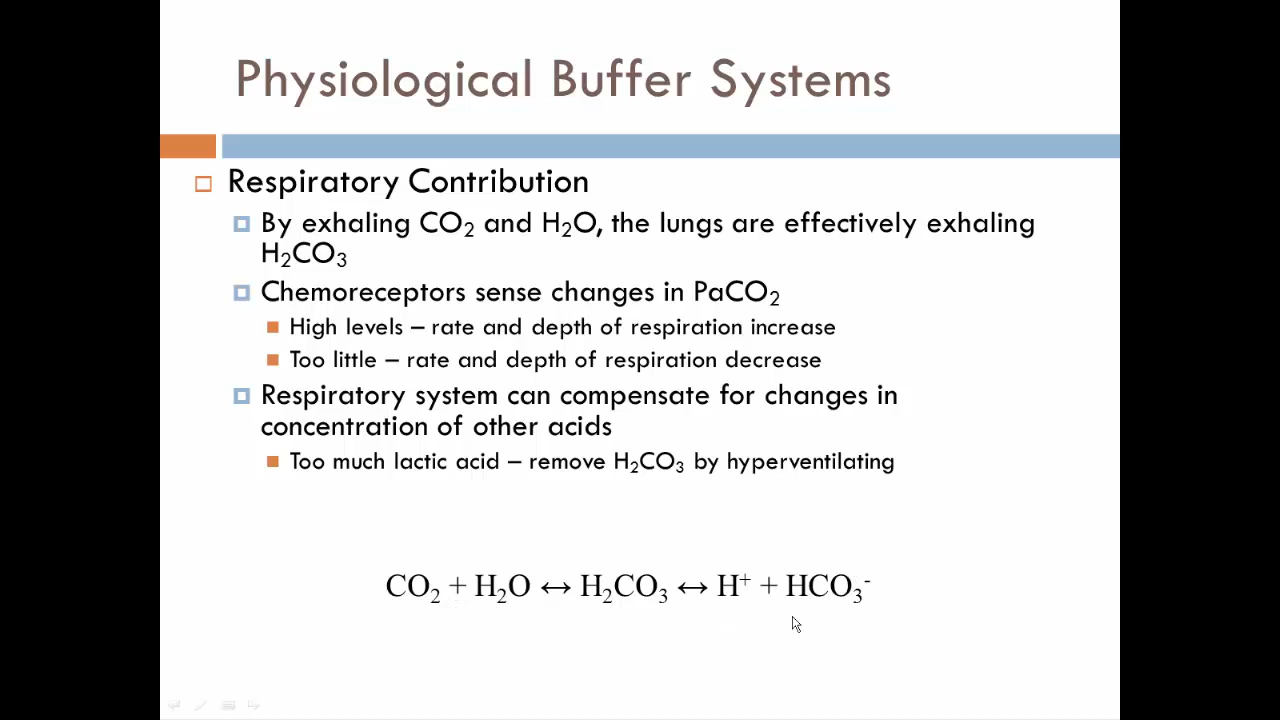 Physiological Buffer Systems
Respiratory Contribution
By exhaling CO₂ and H₂O, the lungs are effectively exhaling
H₂CO₃
Chemoreceptors sense changes in PaCO₂
High levels – rate and depth of respiration increase
Too little – rate and depth of respiration decrease
Respiratory system can compensate for changes in
concentration of other acids
Too much lactic acid – remove H₂CO₃ by hyperventilating
CO₂ + H₂O ↔ H₂CO₃ ↔ H⁺ + HCO₃⁻